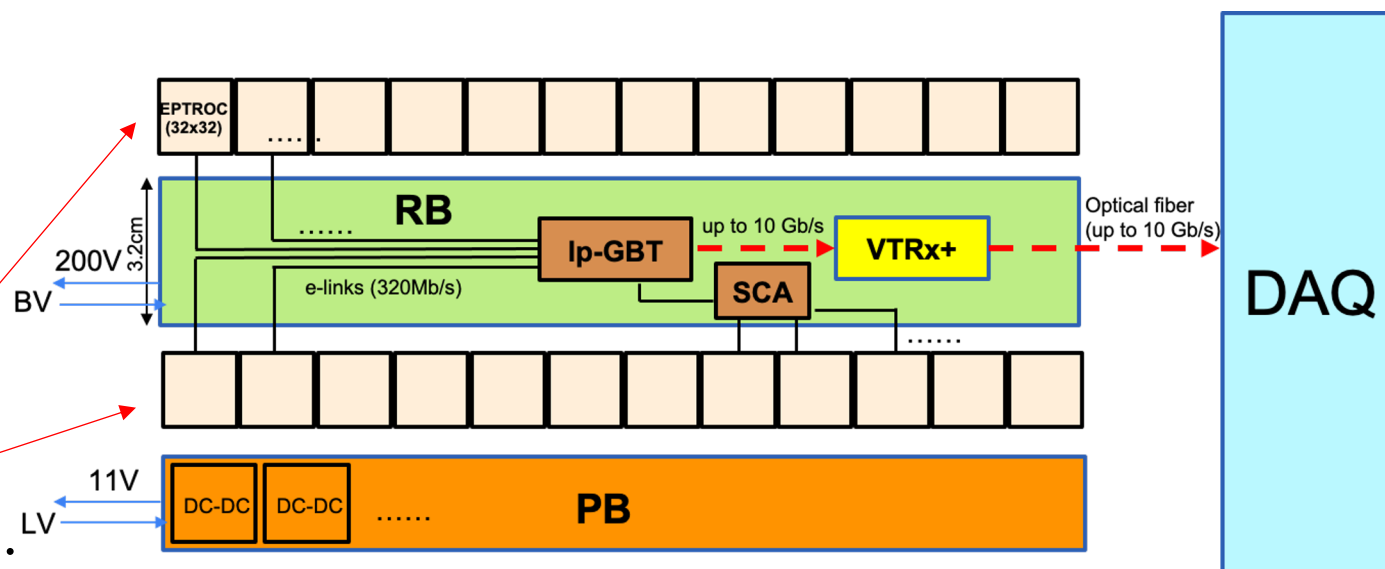 EPTROC
(32x32)
......
RB
......
3.2cm
200V
BV
e-links (320Mb/s)
lp-GBT
up to 10 Gb/s
VTRx+
SCA
Optical fiber
(up to 10 Gb/s)
DAQ
......
11V
LV
DC-DC
DC-DC
......
PB